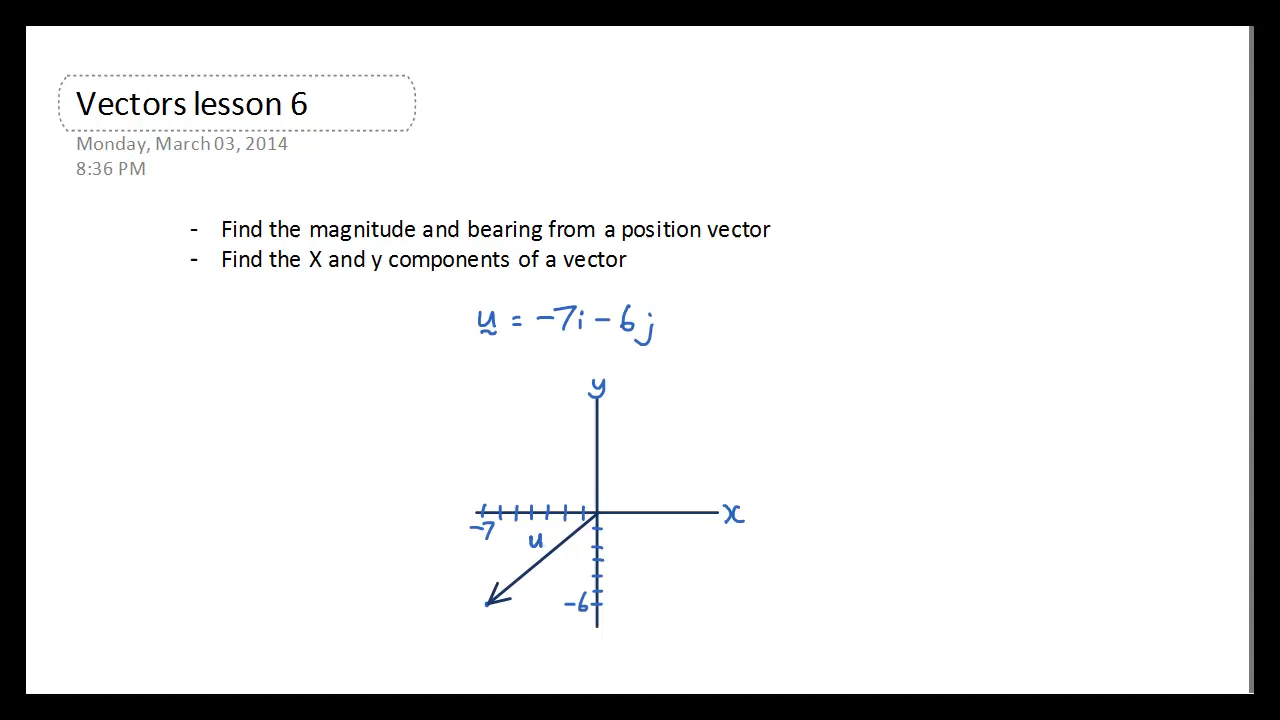 Vectors lesson 6
Monday, March 03, 2014
8:36 PM
- Find the magnitude and bearing from a position vector
- Find the X and y components of a vector
u = -7i - 6j
y
x
-7
u
-6